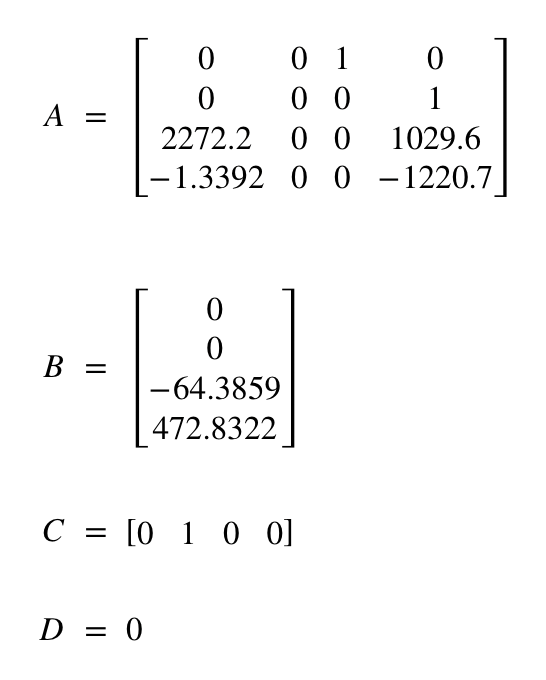 A = [ 0 0 1 0
0 0 0 1
2272.2 0 0 1029.6
−1.3392 0 0 −1220.7 ]
B = [ 0
0
−64.3859
472.8322 ]
C = [0 1 0 0]
D = 0